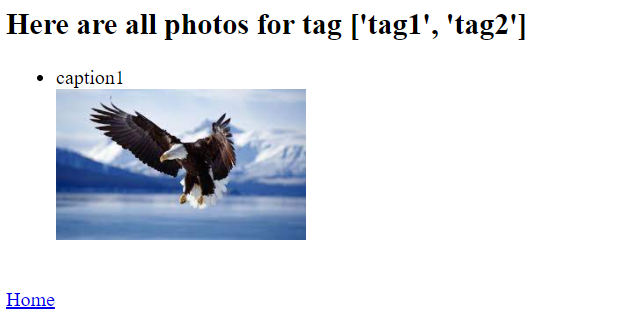 Here are all photos for tag ['tag1', 'tag2']
caption1
Home